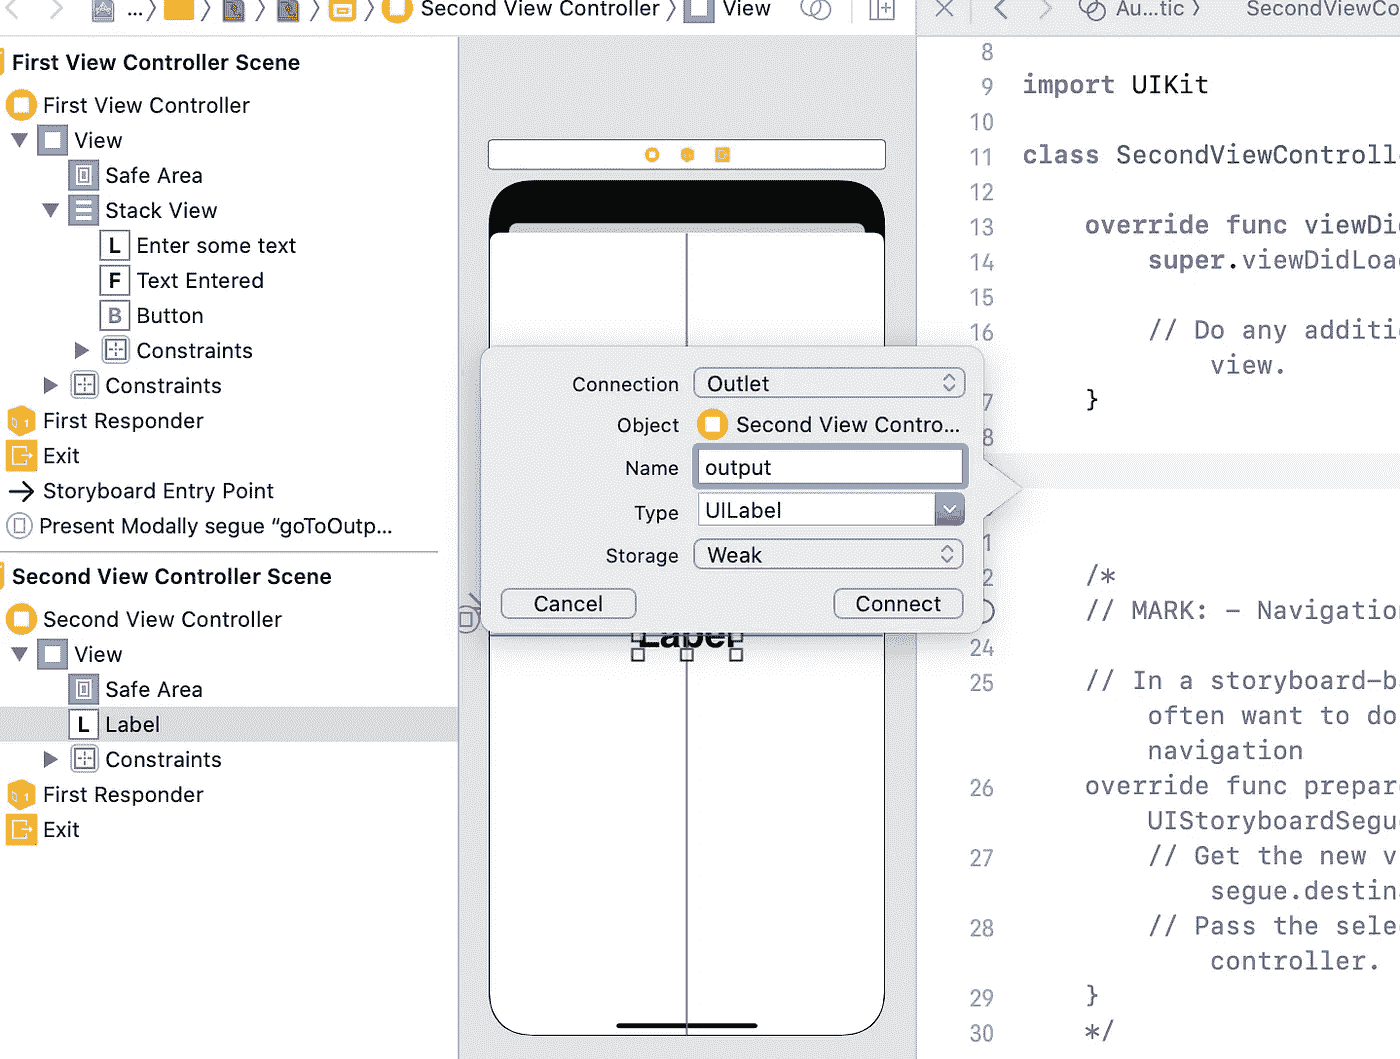 ... Second View Controller View
Au...tic SecondViewCo
First View Controller Scene
First View Controller
View
Safe Area
Stack View
L Enter some text
F Text Entered
B Button
Constraints
Constraints
First Responder
Exit
Storyboard Entry Point
Present Modally segue “goToOutp...
Second View Controller Scene
Second View Controller
View
Safe Area
L Label
Constraints
First Responder
Exit
Connection Outlet
Object Second View Contro...
Name output
Type UILabel
Storage Weak
Cancel Connect
Label
8
9 import UIKit
10
11 class SecondViewControll
12
13 override func viewDi
14 super.viewDidLoa
15
16 // Do any additi
view.
7 }
8
1
2 /*
// MARK: - Navigatio
24
25 // In a storyboard-b
often want to do
navigation
26 override func prepar
UIStoryboardSegu
27 // Get the new v
segue.destin
28 // Pass the sele
controller.
29 }
30 */